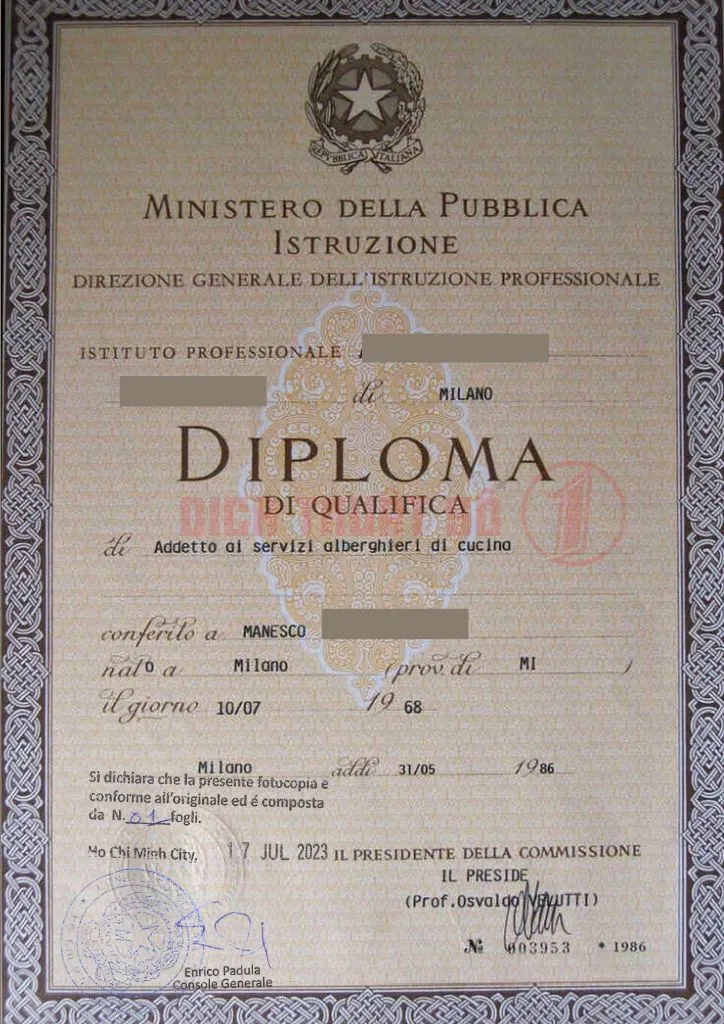 REPVBBLICA ITALIANA
MINISTERO DELLA PUBBLICA
ISTRUZIONE
DIREZIONE GENERALE DELL'ISTRUZIONE PROFESSIONALE
ISTITUTO PROFESSIONALE
di MILANO
DIPLOMA
DI QUALIFICA
1
di Addetto ai servizi alberghieri di cucina
conferito a MANESCO
nato a Milano (prov. di MI )
il giorno 10/07 19 68
Milano addì 31/05 1986
Si dichiara che la presente fotocopia e
conforme all'originale ed é composta
da N. 01 fogli.
Ho Chi Minh City, 17 JUL 2023
IL PRESIDENTE DELLA COMMISSIONE
IL PRESIDE
(Prof.Osvaldo
Nº 003953 * 1986
Enrico Padula
Console Generale